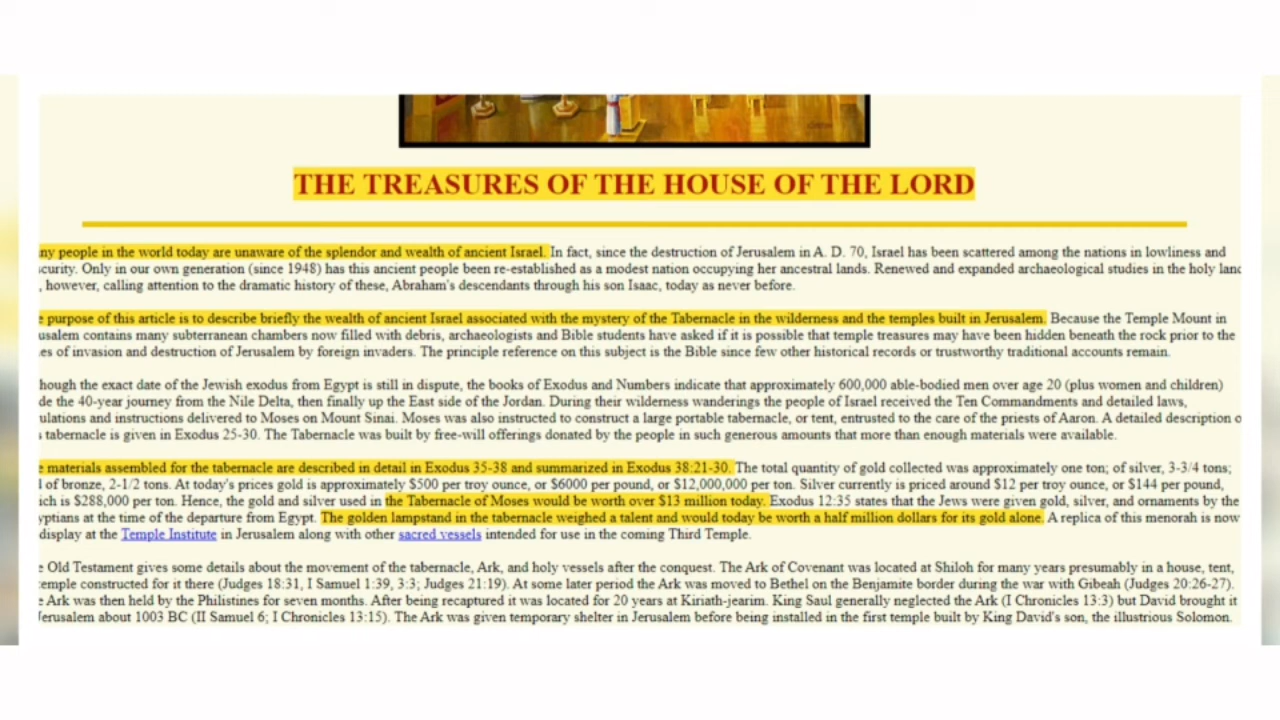 THE TREASURES OF THE HOUSE OF THE LORD
ny people in the world today are unaware of the splendor and wealth of ancient Israel. In fact, since the destruction of Jerusalem in A. D. 70, Israel has been scattered among the nations in lowliness and
curity. Only in our own generation (since 1948) has this ancient people been re-established as a modest nation occupying her ancestral lands. Renewed and expanded archaeological studies in the holy land
, however, calling attention to the dramatic history of these, Abraham's descendants through his son Isaac, today as never before.
e purpose of this article is to describe briefly the wealth of ancient Israel associated with the mystery of the Tabernacle in the wilderness and the temples built in Jerusalem. Because the Temple Mount in
usalem contains many subterranean chambers now filled with debris, archaeologists and Bible students have asked if it is possible that temple treasures may have been hidden beneath the rock prior to the
es of invasion and destruction of Jerusalem by foreign invaders. The principle reference on this subject is the Bible since few other historical records or trustworthy traditional accounts remain.
hough the exact date of the Jewish exodus from Egypt is still in dispute, the books of Exodus and Numbers indicate that approximately 600,000 able-bodied men over age 20 (plus women and children)
de the 40-year journey from the Nile Delta, then finally up the East side of the Jordan. During their wilderness wanderings the people of Israel received the Ten Commandments and detailed laws,
ulations and instructions delivered to Moses on Mount Sinai. Moses was also instructed to construct a large portable tabernacle, or tent, entrusted to the care of the priests of Aaron. A detailed description o
s tabernacle is given in Exodus 25-30. The Tabernacle was built by free-will offerings donated by the people in such generous amounts that more than enough materials were available.
e materials assembled for the tabernacle are described in detail in Exodus 35-38 and summarized in Exodus 38:21-30. The total quantity of gold collected was approximately one ton; of silver, 3-3/4 tons;
l of bronze, 2-1/2 tons. At today's prices gold is approximately $500 per troy ounce, or $6000 per pound, or $12,000,000 per ton. Silver currently is priced around $12 per troy ounce, or $144 per pound,
ich is $288,000 per ton. Hence, the gold and silver used in the Tabernacle of Moses would be worth over $13 million today. Exodus 12:35 states that the Jews were given gold, silver, and ornaments by the
yptians at the time of the departure from Egypt. The golden lampstand in the tabernacle weighed a talent and would today be worth a half million dollars for its gold alone. A replica of this menorah is now
display at the Temple Institute in Jerusalem along with other sacred vessels intended for use in the coming Third Temple.
e Old Testament gives some details about the movement of the tabernacle, Ark, and holy vessels after the conquest. The Ark of Covenant was located at Shiloh for many years presumably in a house, tent,
temple constructed for it there (Judges 18:31, I Samuel 1:39, 3:3; Judges 21:19). At some later period the Ark was moved to Bethel on the Benjamite border during the war with Gibeah (Judges 20:26-27).
e Ark was then held by the Philistines for seven months. After being recaptured it was located for 20 years at Kiriath-jearim. King Saul generally neglected the Ark (I Chronicles 13:3) but David brought it
Jerusalem about 1003 BC (II Samuel 6; I Chronicles 13:15). The Ark was given temporary shelter in Jerusalem before being installed in the first temple built by King David's son, the illustrious Solomon.